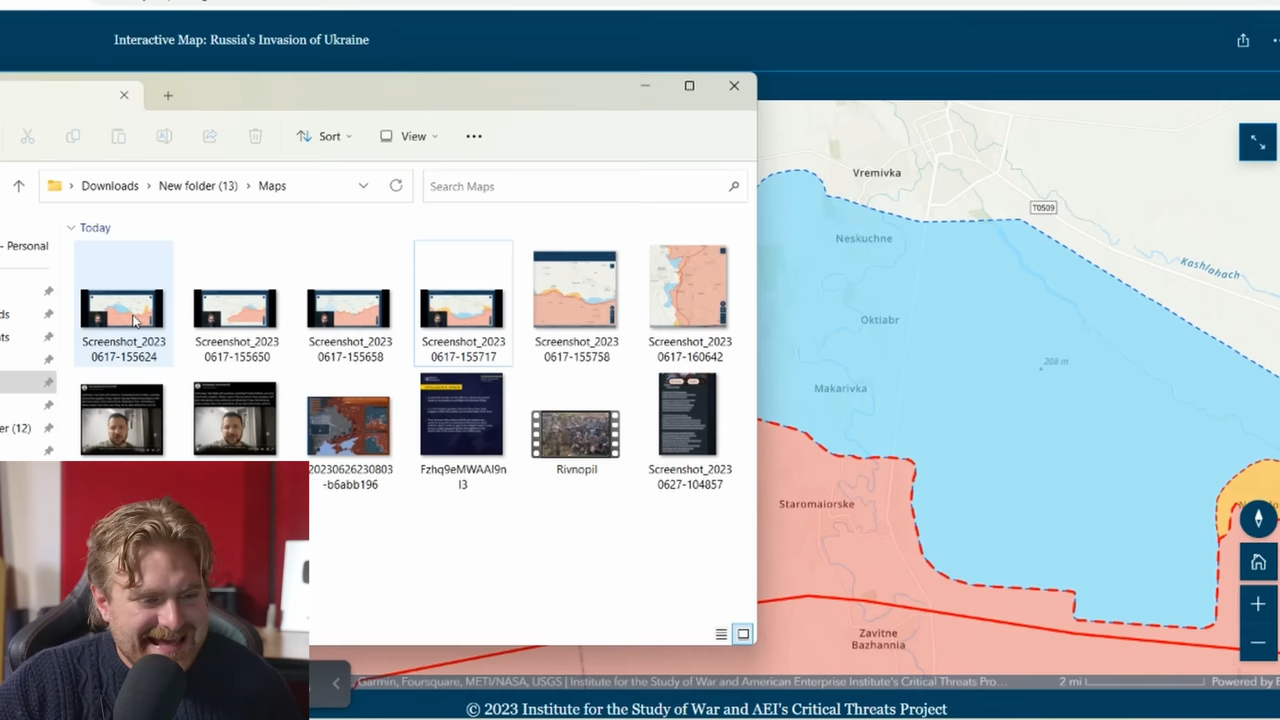 Interactive Map: Russia's Invasion of Ukraine
Sort
View
Downloads > New folder (13) > Maps
Search Maps
Today
- Personal
ds
ts
er (12)
Screenshot_2023
0617-155624
Screenshot_2023
0617-155650
Screenshot_2023
0617-155658
Screenshot_2023
0617-155717
Screenshot_2023
0617-155758
Screenshot_2023
0617-160642
20230626230803
-b6abb196
Fzhq9eMWAAI9n
l3
Rivnopil
Screenshot_2023
0627-104857
Vremivka
T0509
Neskuchne
Kashlahach
Oktiabr
208 m
Makarivka
Staromaiorske
Zavitne
Bazhannia
Garmin, Foursquare, METI/NASA, USGS | Institute for the Study of War and American Enterprise Institute's Critical Threats Pro...
2 mi
Powered by E
© 2023 Institute for the Study of War and AEI's Critical Threats Project